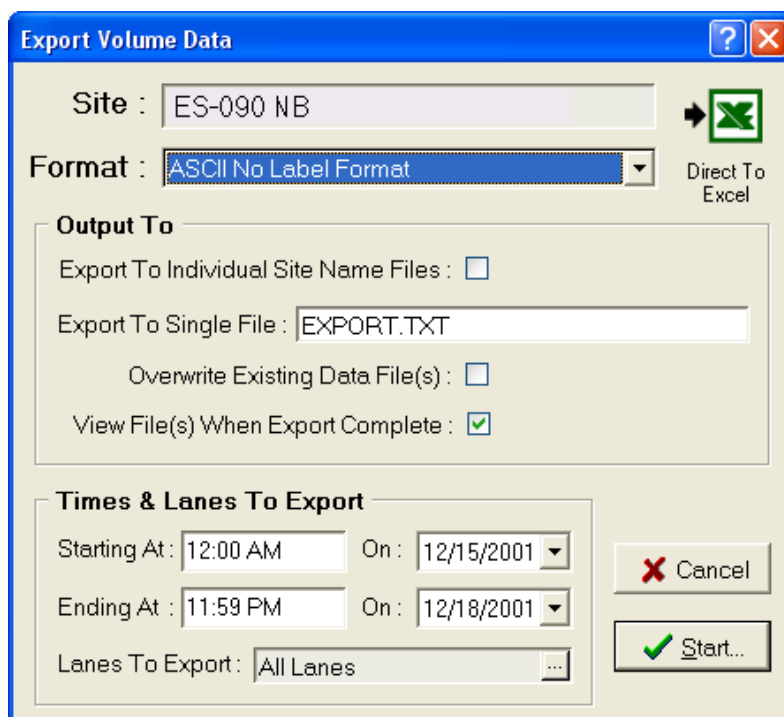 Export Volume Data
Site : ES-090 NB
Format : ASCII No Label Format
Direct To
Excel
Output To
Export To Individual Site Name Files :
Export To Single File : EXPORT.TXT
Overwrite Existing Data File(s) :
View File(s) When Export Complete :
Times & Lanes To Export
Starting At : 12:00 AM On : 12/15/2001
Ending At : 11:59 PM On : 12/18/2001
Lanes To Export : All Lanes ...
Cancel
Start...